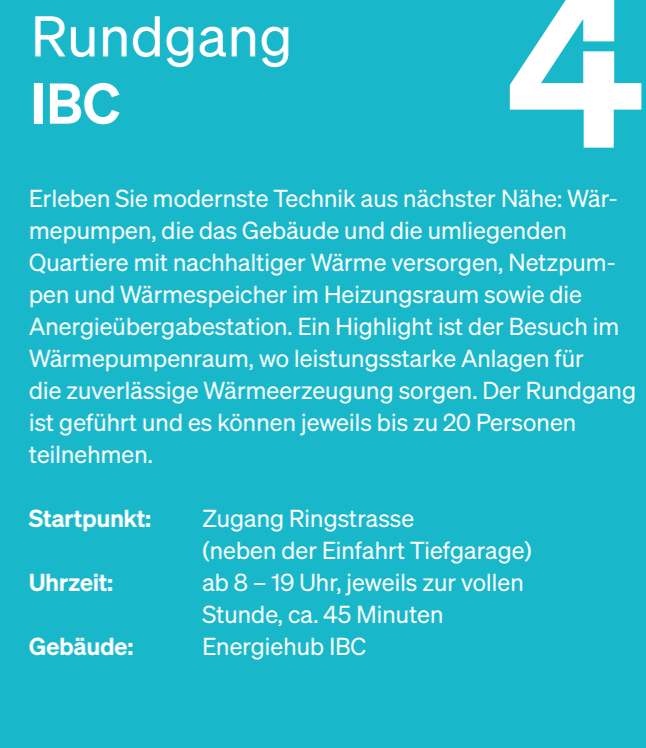 Rundgang
IBC
4
Erleben Sie modernste Technik aus nächster Nähe: Wär-
mepumpen, die das Gebäude und die umliegenden
Quartiere mit nachhaltiger Wärme versorgen, Netzpum-
pen und Wärmespeicher im Heizungsraum sowie die
Anergieübergabestation. Ein Highlight ist der Besuch im
Wärmepumpenraum, wo leistungsstarke Anlagen für
die zuverlässige Wärmeerzeugung sorgen. Der Rundgang
ist geführt und es können jeweils bis zu 20 Personen
teilnehmen.
Startpunkt: Zugang Ringstrasse
(neben der Einfahrt Tiefgarage)
Uhrzeit: ab 8 – 19 Uhr, jeweils zur vollen
Stunde, ca. 45 Minuten
Gebäude: Energiehub IBC